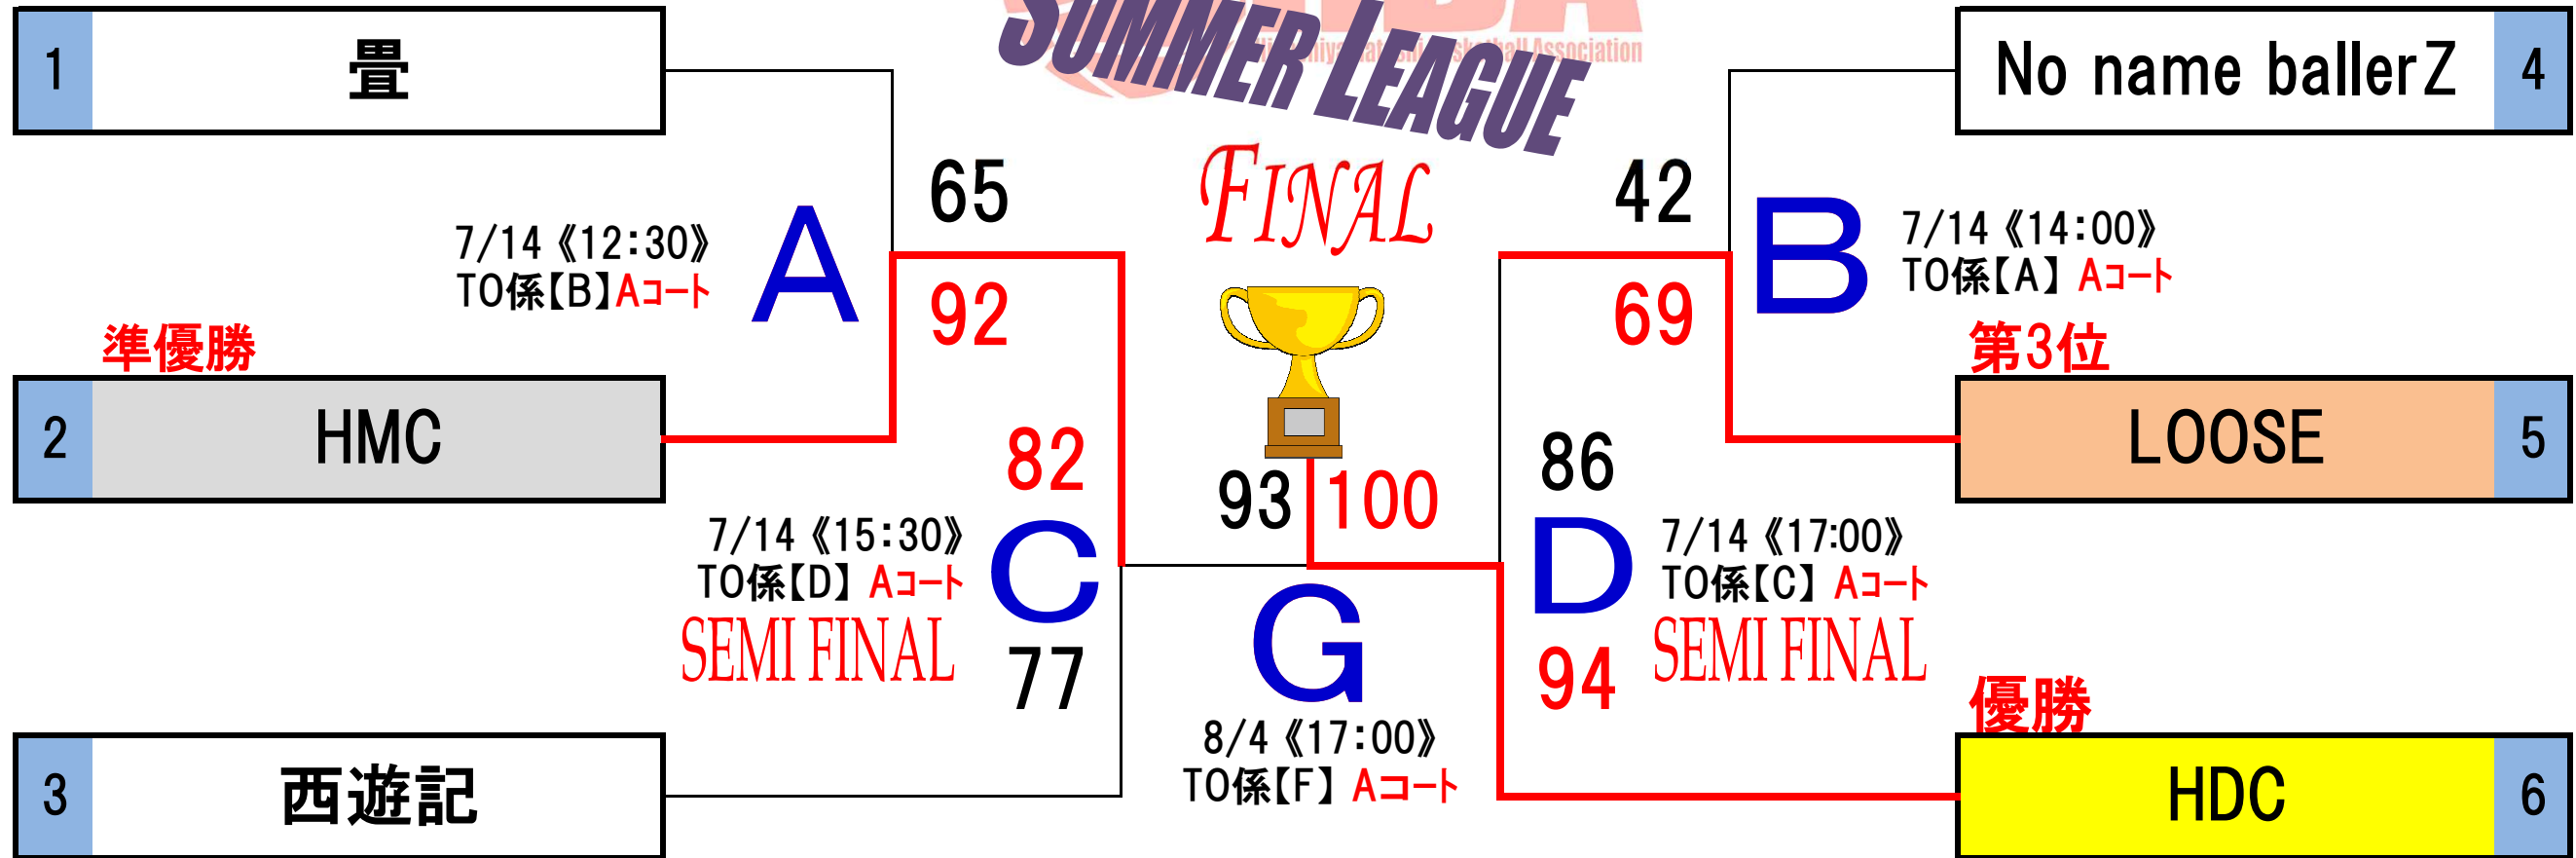 SUMMER LEAGUE
1 畳
No name ballerZ 4
FINAL
65
42
A
7/14 《12:30》
TO係【B】Aコート
B
7/14 《14:00》
TO係【A】 Aコート
92
69
準優勝
第3位
2 HMC
LOOSE 5
82
86
93 100
7/14 《15:30》
TO係【D】 Aコート
SEMI FINAL
C
77
D
7/14 《17:00》
TO係【C】 Aコート
SEMI FINAL
94
G
8/4 《17:00》
TO係【F】 Aコート
優勝
3 西遊記
HDC 6